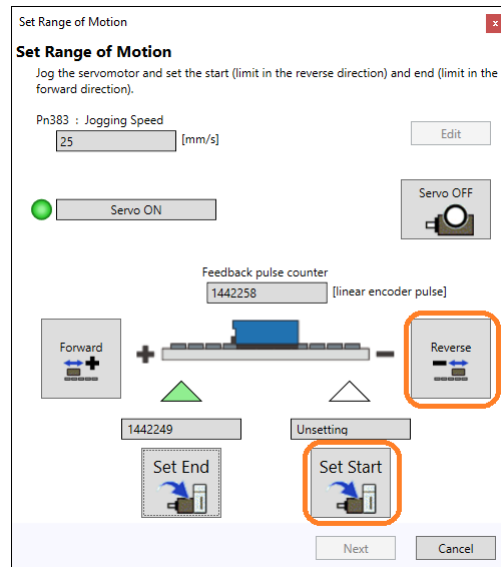 Set Range of Motion
x
Set Range of Motion
Jog the servomotor and set the start (limit in the reverse direction) and end (limit in the
forward direction).
Pn383 : Jogging Speed
25 [mm/s]
Edit
Servo ON
Servo OFF
Feedback pulse counter
1442258 [linear encoder pulse]
Forward
Reverse
1442249
Unsetting
Set End
Set Start
Next
Cancel